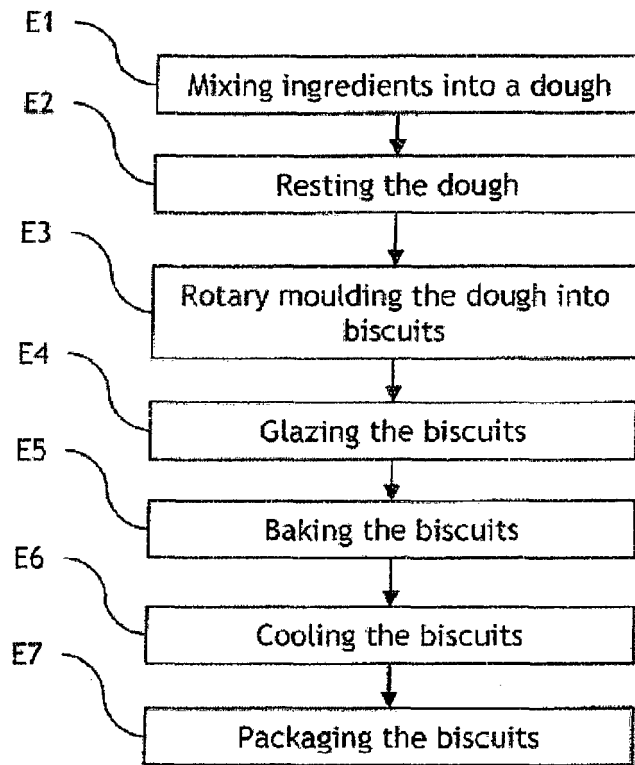 E1
Mixing ingredients into a dough
E2
Resting the dough
E3
Rotary moulding the dough into
biscuits
E4
Glazing the biscuits
E5
Baking the biscuits
E6
Cooling the biscuits
E7
Packaging the biscuits